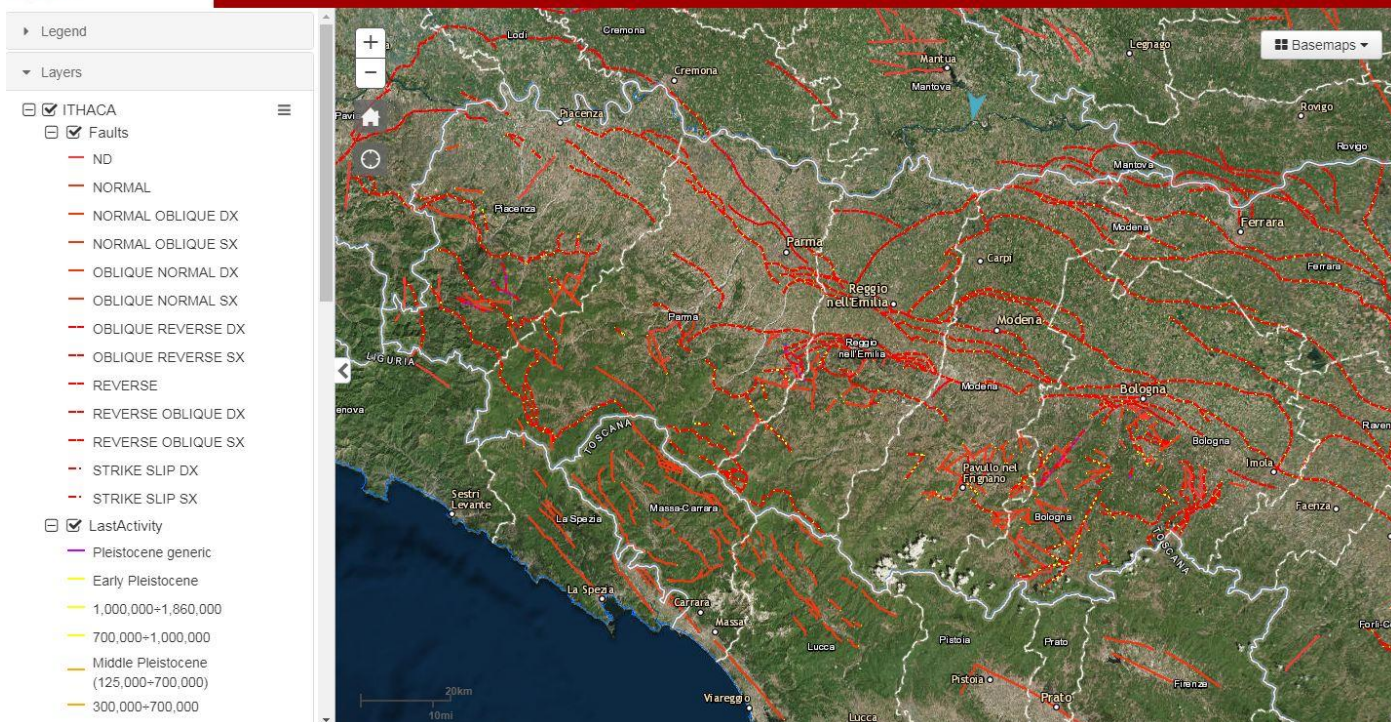 Legend
Layers
ITHACA
Faults
ND
NORMAL
NORMAL OBLIQUE DX
NORMAL OBLIQUE SX
OBLIQUE NORMAL DX
OBLIQUE NORMAL SX
OBLIQUE REVERSE DX
OBLIQUE REVERSE SX
REVERSE
REVERSE OBLIQUE DX
REVERSE OBLIQUE SX
STRIKE SLIP DX
STRIKE SLIP SX
LastActivity
Pleistocene generic
Early Pleistocene
1,000,000÷1,860,000
700,000÷1,000,000
Middle Pleistocene
(125,000÷700,000)
300,000÷700,000
+
−
Basemaps
Lodi
Cremona
Cremona
Mantua
Mantova
Legnago
Rovigo
Rovigo
Pavi
Piacenza
Piacenza
Mantova
Modena
Ferrara
Ferrara
Parma
Carpi
Reggio
nell'Emilia
Modena
Parma
Reggio
nell'Emilia
Modena
Bologna
Bologna
Raven
Imola
Faenza
LIGURIA
enova
TOSCANA
Sestri
Levante
La Spezia
Massa-Carrara
Pavullo nel
Frignano
Bologna
TOSCANA
La Spezia
Carrara
Massa
Lucca
Pistoia
Prato
Forlì-Ce
Pistoia
Firenze
Prato
Viareggio
Lucca
20km
10mi